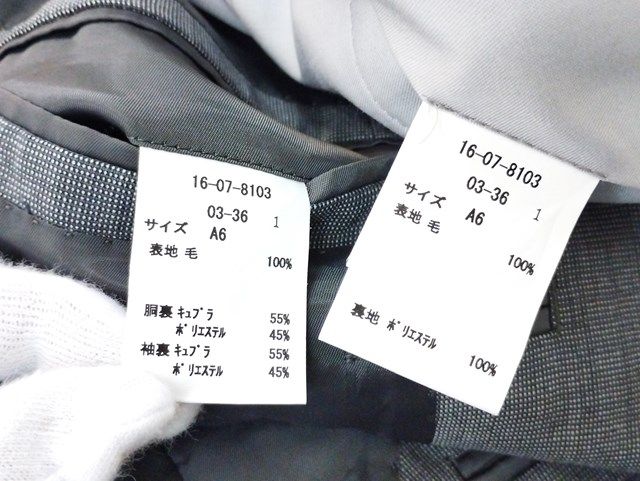 16-07-8103
03-36 1
サイズ A6
表地 毛
100%
胴裏 ｷｭﾌﾟﾗ 55%
ﾎﾟﾘｴｽﾃﾙ 45%
袖裏 ｷｭﾌﾟﾗ 55%
ﾎﾟﾘｴｽﾃﾙ 45%
16-07-8103
03-36 1
サイズ A6
表地 毛
100%
裏地 ﾎﾟﾘｴｽﾃﾙ
100%